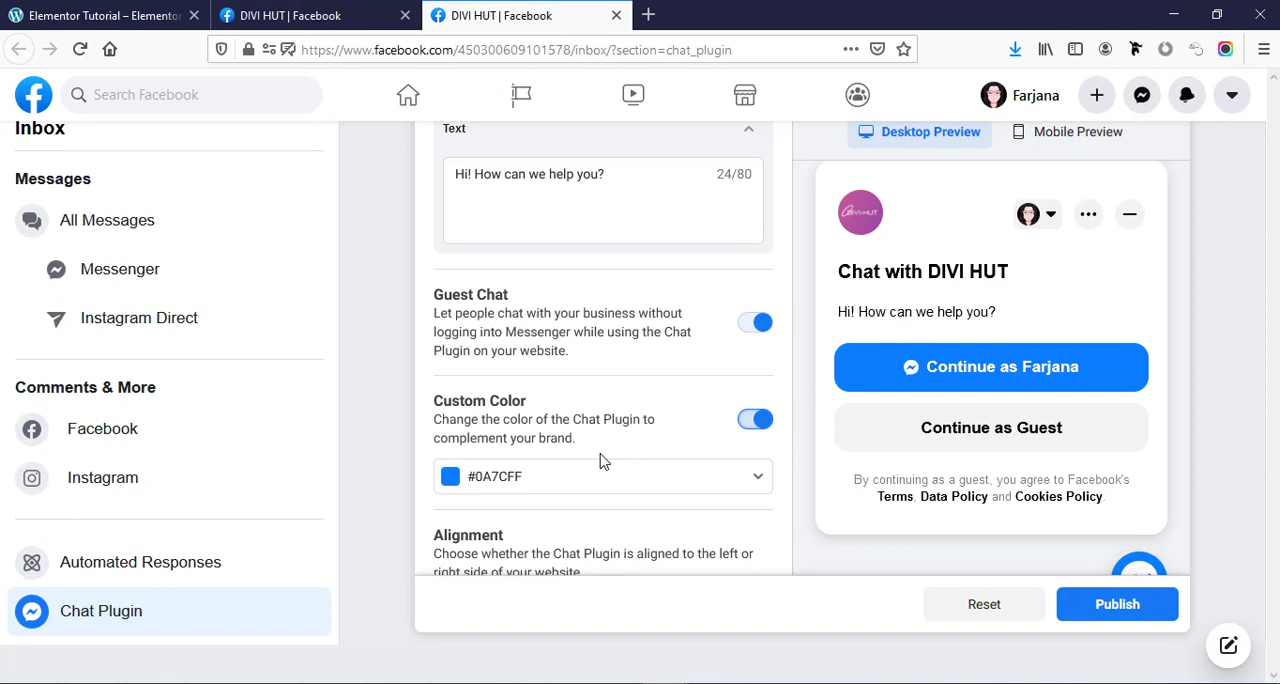 Elementor Tutorial – Elementor
DIVI HUT | Facebook
DIVI HUT | Facebook
https://www.facebook.com/450300609101578/inbox/?section=chat_plugin
Search Facebook
Farjana
Inbox
Messages
All Messages
Messenger
Instagram Direct
Comments & More
Facebook
Instagram
Automated Responses
Chat Plugin
Text
Hi! How can we help you? 24/80
Guest Chat
Let people chat with your business without
logging into Messenger while using the Chat
Plugin on your website.
Custom Color
Change the color of the Chat Plugin to
complement your brand.
#0A7CFF
Alignment
Choose whether the Chat Plugin is aligned to the left or
right side of your website
Desktop Preview
Mobile Preview
DIVI HUT
Chat with DIVI HUT
Hi! How can we help you?
Continue as Farjana
Continue as Guest
By continuing as a guest, you agree to Facebook's
Terms, Data Policy and Cookies Policy.
Reset
Publish